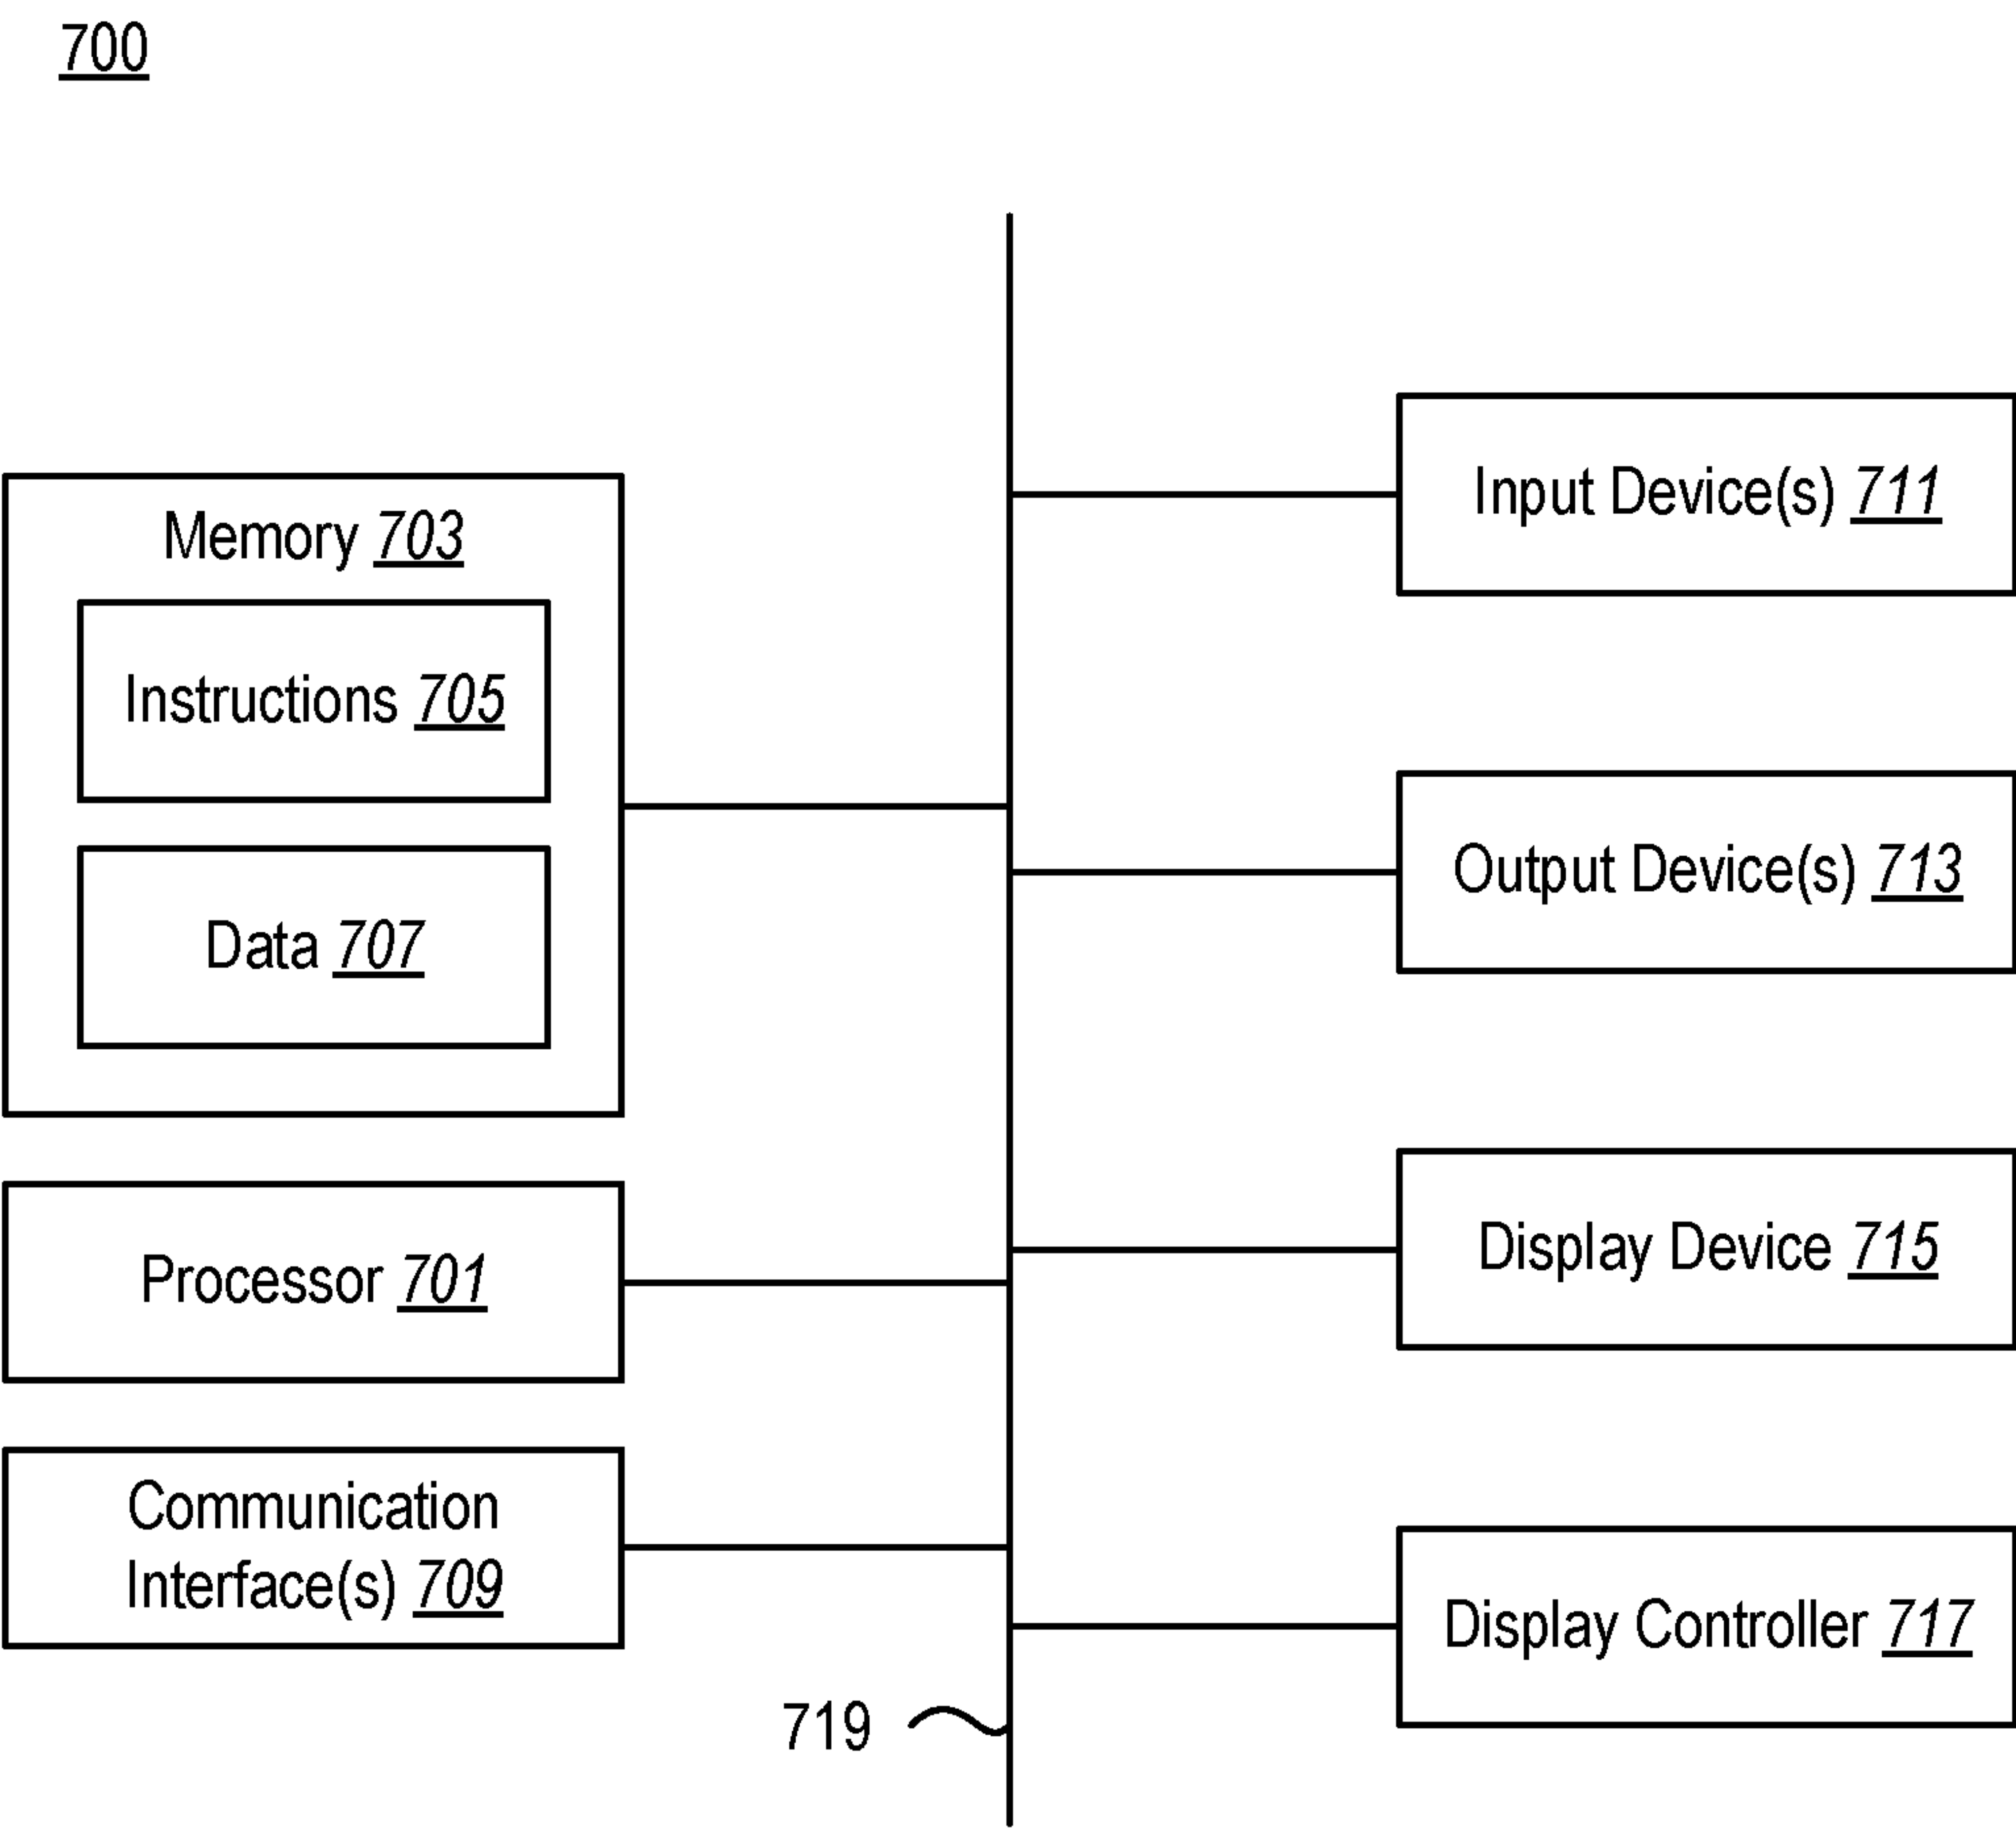 700
Memory 703
Instructions 705
Data 707
Processor 701
Communication
Interface(s) 709
Input Device(s) 711
Output Device(s) 713
Display Device 715
Display Controller 717
719